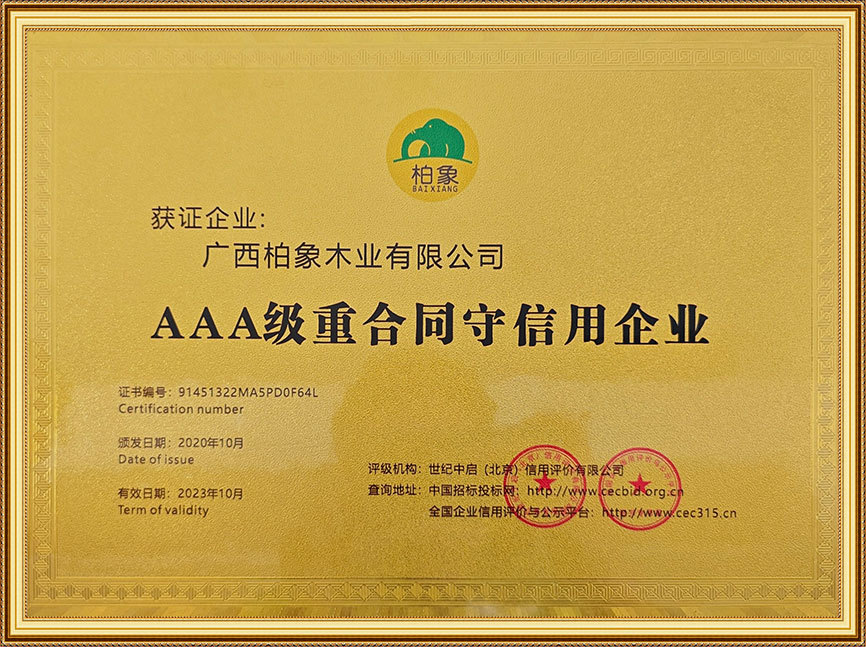 柏象
BAIXIANG
获证企业:
广西柏象木业有限公司
AAA级重合同守信用企业
证书编号: 91451322MA5PD0F64L
Certification number
颁发日期: 2020年10月
Date of issue
有效日期: 2023年10月
Term of validity
评级机构: 世纪中启(北京)信用评价有限公司
查询地址: 中国招标投标网: http://www.cecbid.org.cn
全国企业信用评价与公示平台: http://www.cec315.cn